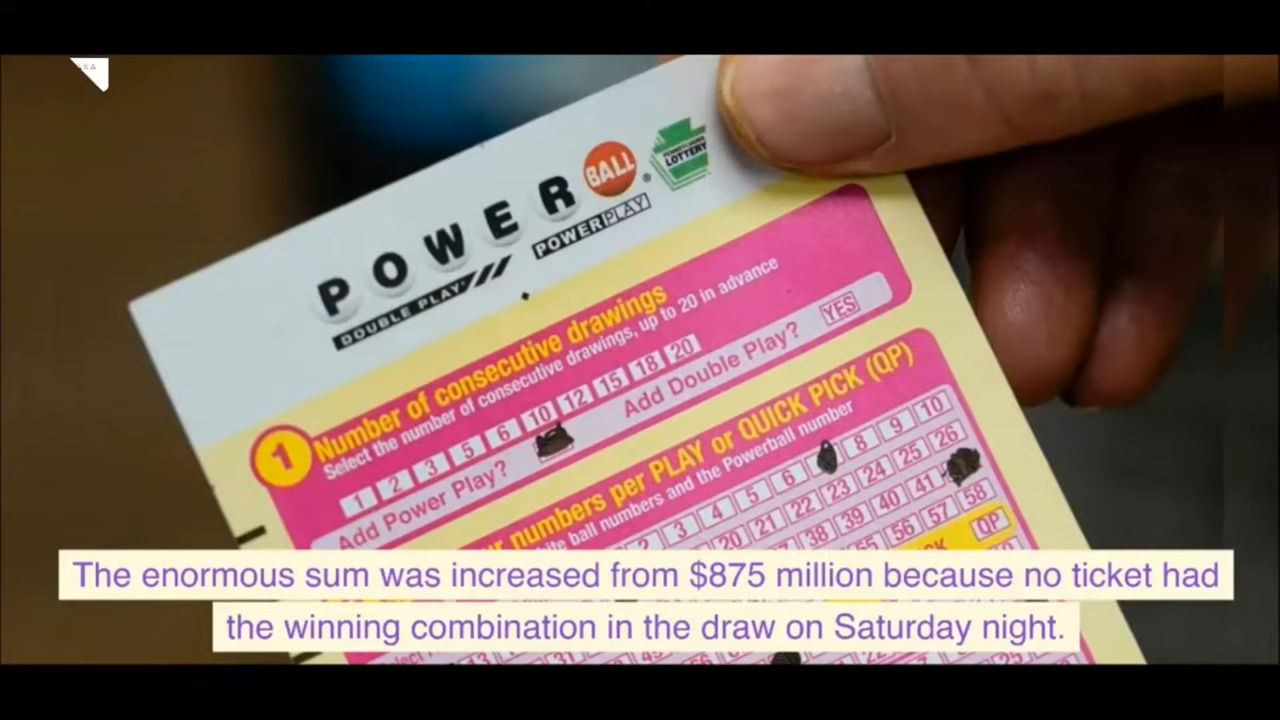 POWER BALL
PENNSYLVANIA LOTTERY
DOUBLE PLAY
POWERPLAY
1 Number of consecutive drawings
Select the number of consecutive drawings, up to 20 in advance
1 2 3 5 6 10 12 15 18 20
Add Power Play?
Add Double Play? YES
numbers per PLAY or QUICK PICK (QP)
ball numbers and the Powerball number
2 3 4 5 6 8 9 10
20 21 22 23 24 25 26
38 39 40 41
55 56 57 58
QP
The enormous sum was increased from $875 million because no ticket had
the winning combination in the draw on Saturday night.